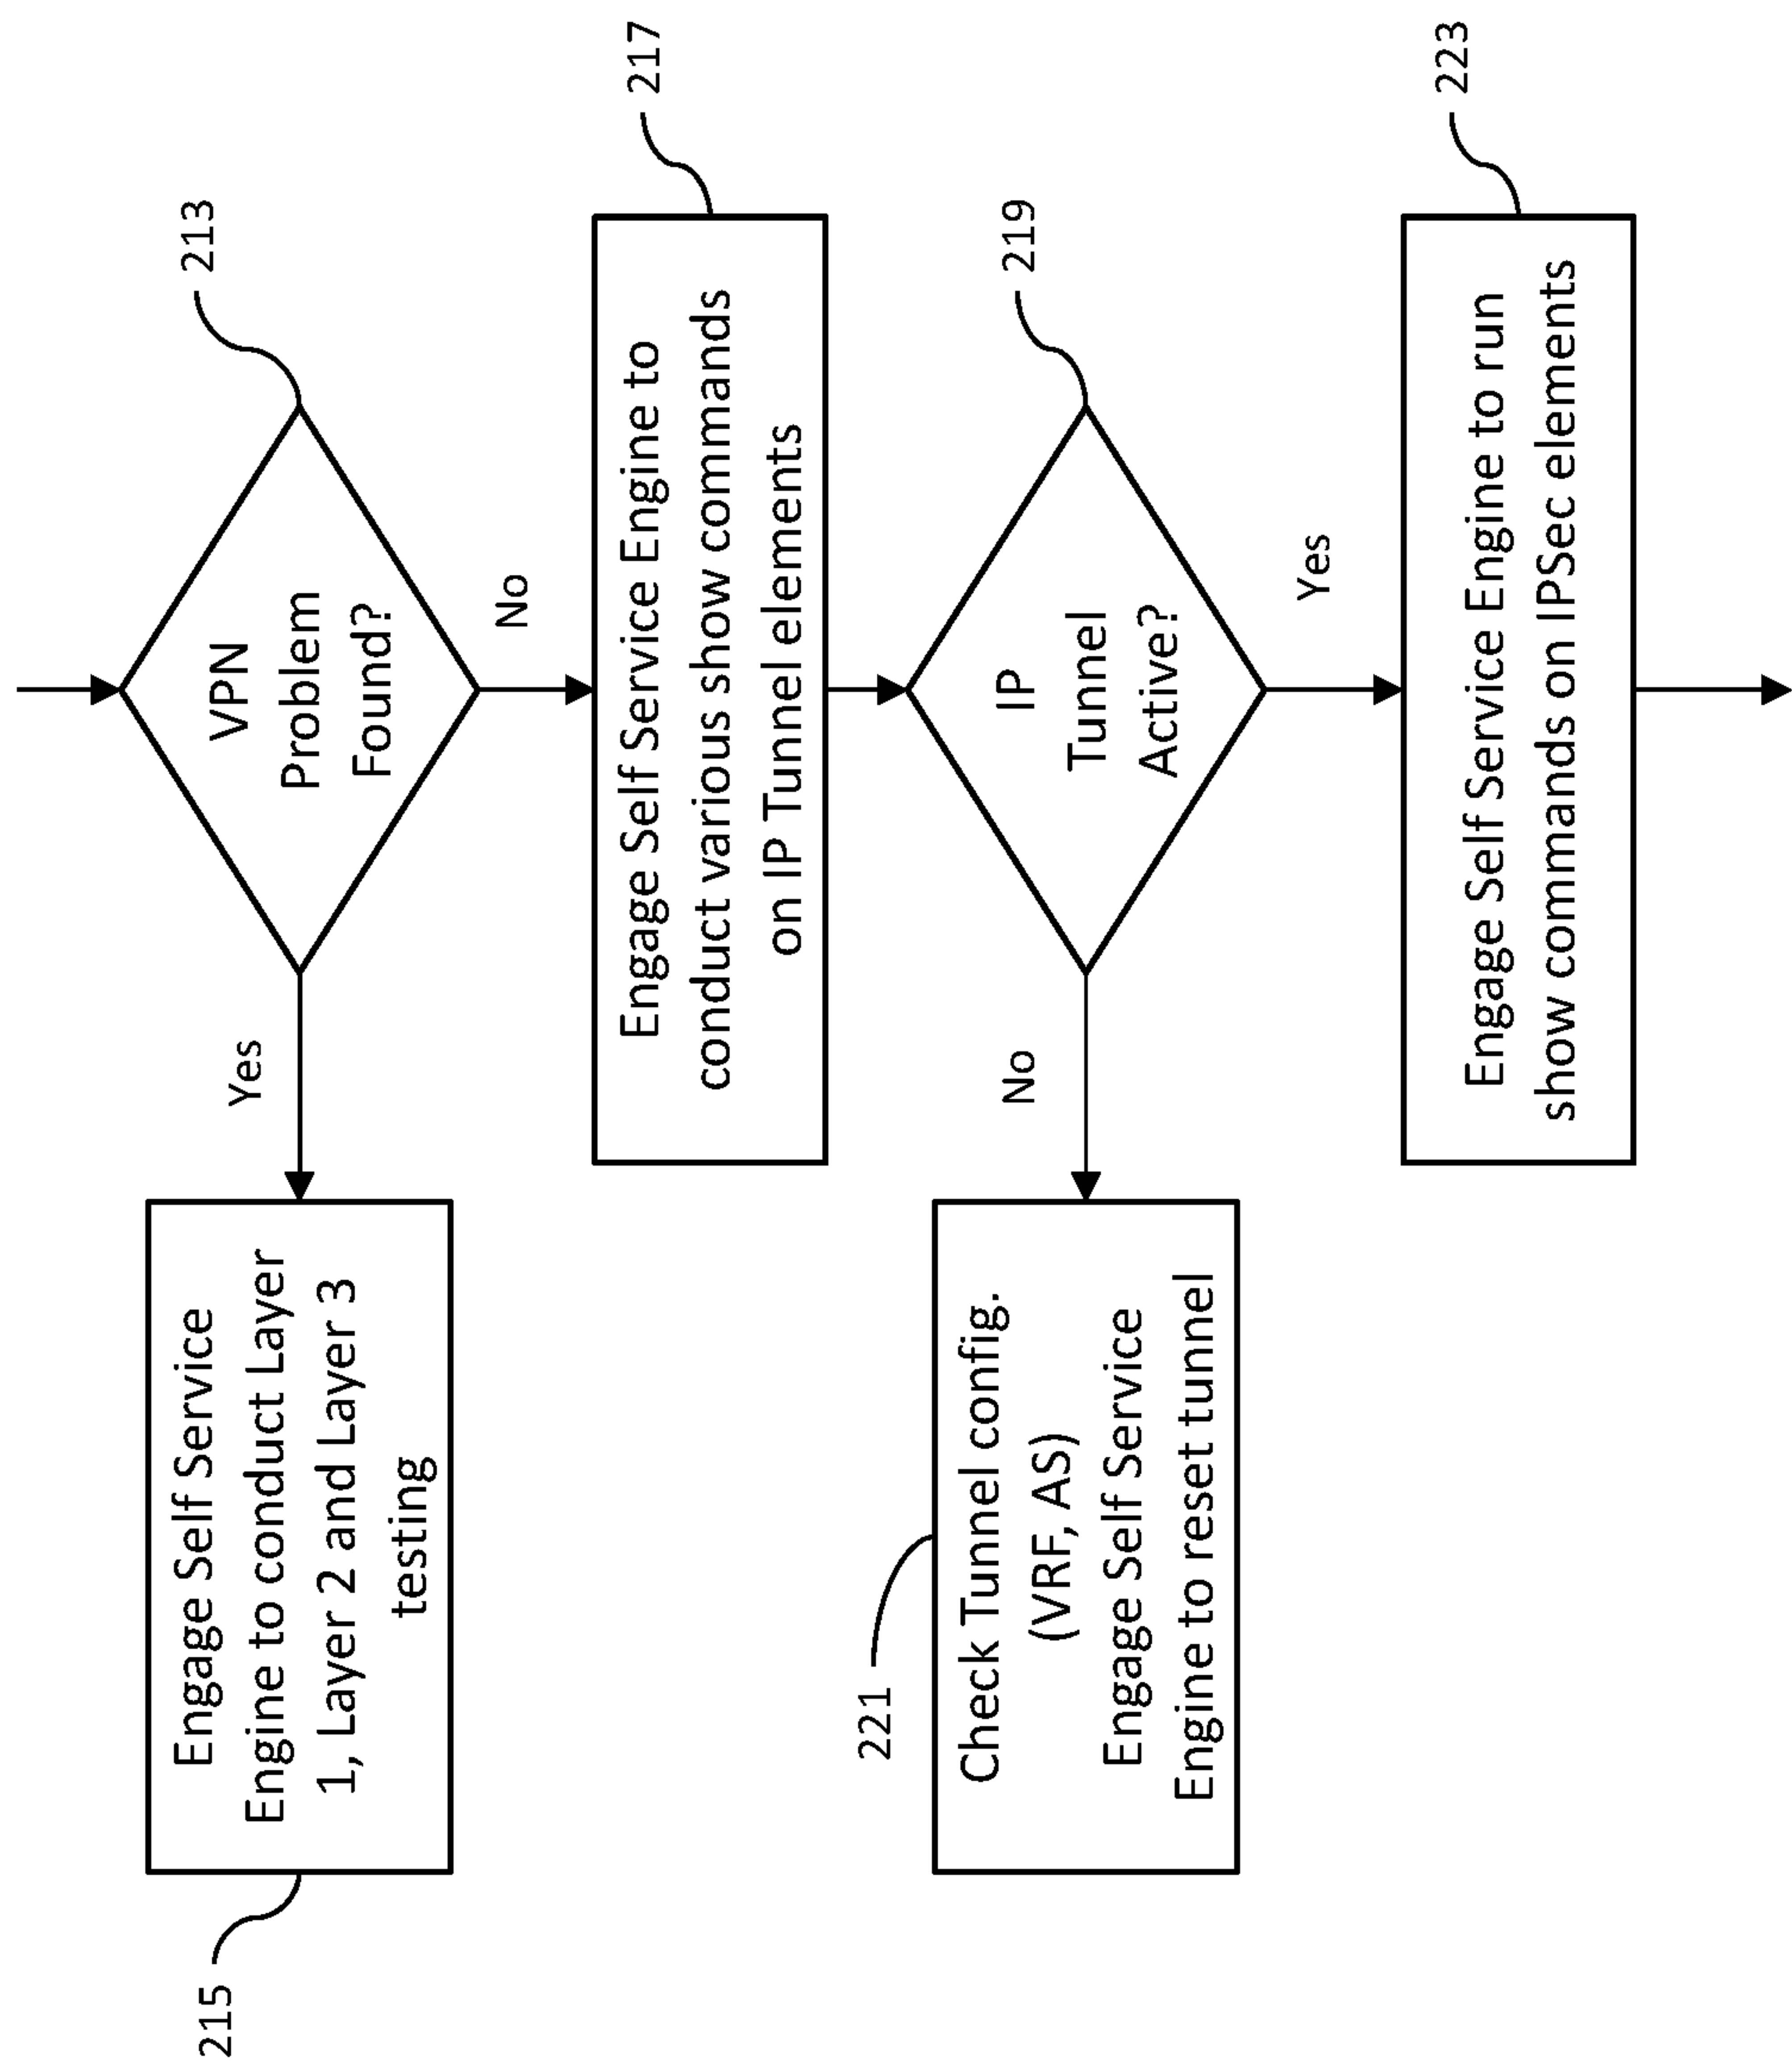 213
VPN
Problem
Found?
Yes
No
Engage Self Service
Engine to conduct Layer
1, Layer 2 and Layer 3
testing
215
217
Engage Self Service Engine to
conduct various show commands
on IP Tunnel elements
219
IP
Tunnel
Active?
No
Yes
221
Check Tunnel config.
(VRF, AS)
Engage Self Service
Engine to reset tunnel
223
Engage Self Service Engine to run
show commands on IPSec elements